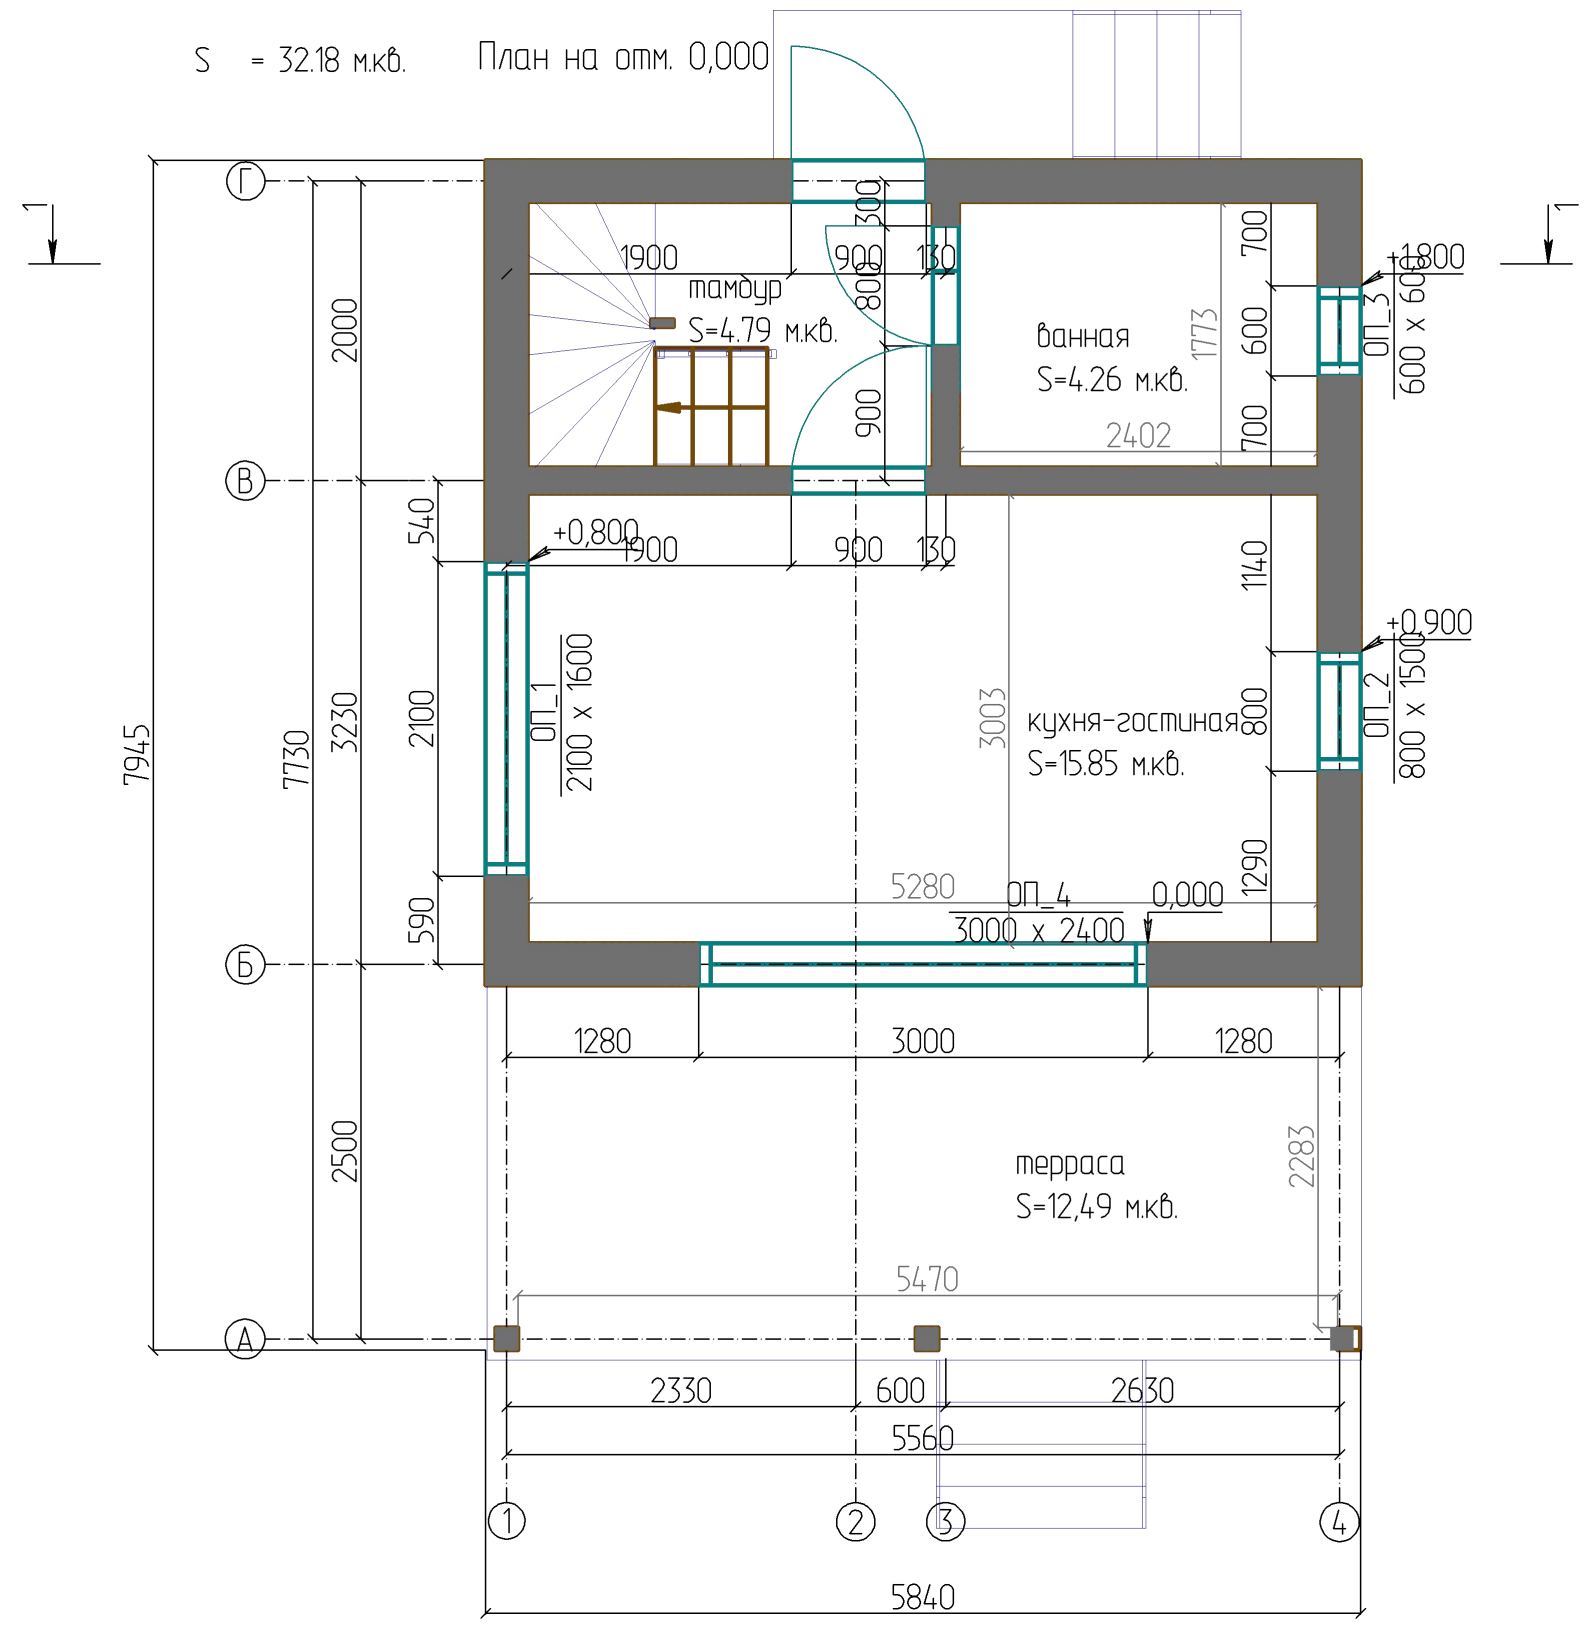 S = 32.18 м.кв.
План на отм. 0,000
Г
1
1
300
700
1900
900
130
+1,800
тамбур
800
2000
S=4.79 м.кв.
1773
600
ОП_3
600 x 600
ванная
S=4.26 м.кв.
900
2402
700
В
540
+0,800
1900
900
130
1140
+0,900
ОП_1
2100 x 1600
ОП_2
800 x 1500
7945
7730
3230
2100
3003
кухня-гостиная
800
S=15.85 м.кв.
5280
1290
ОП_4
0,000
3000 x 2400
590
Б
1280
3000
1280
2500
2283
терраса
S=12,49 м.кв.
5470
А
2330
600
2630
5560
1
2
3
4
5840